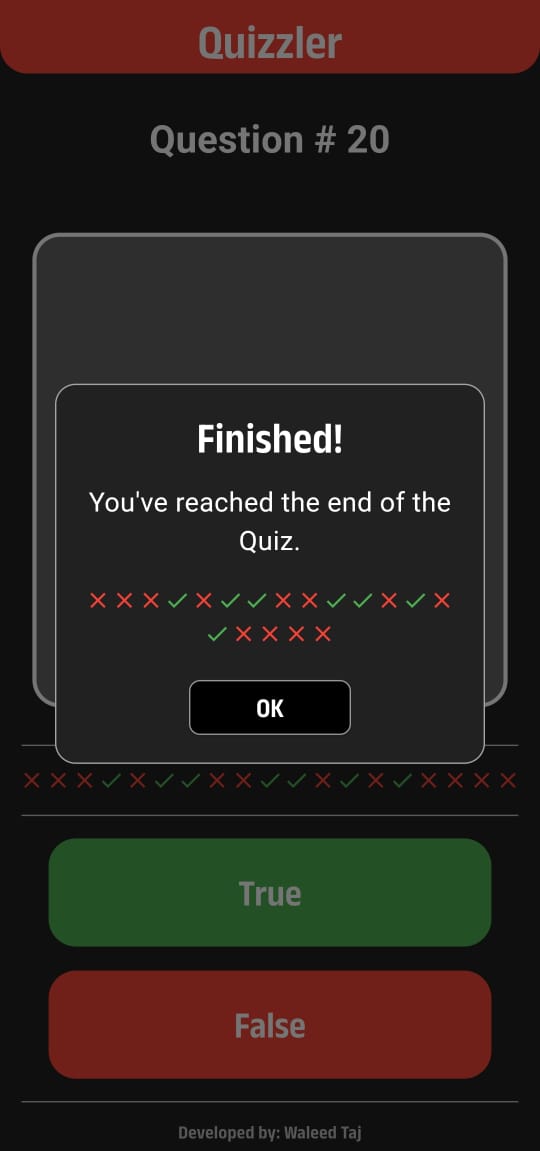 Quizzler
Question # 20
Finished!
You've reached the end of the
Quiz.
OK
True
False
Developed by: Waleed Taj